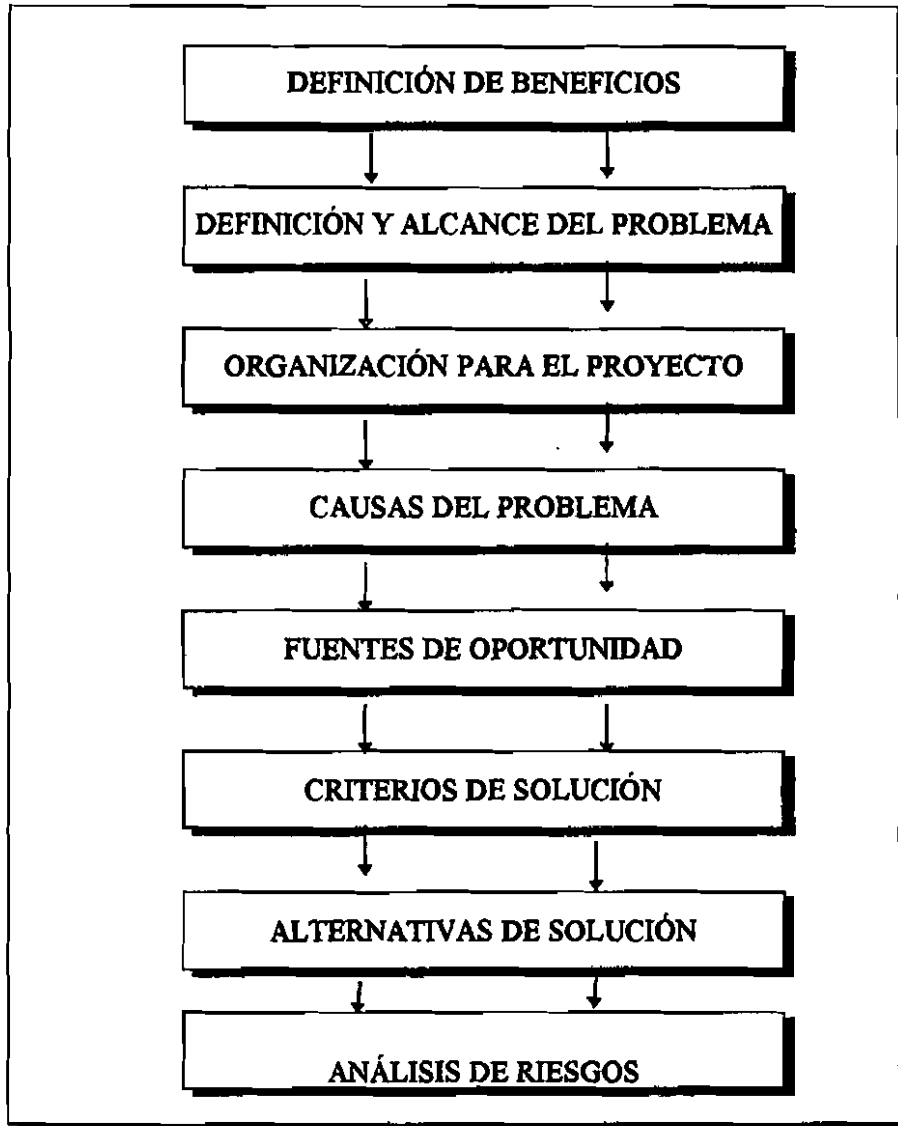 DEFINICIÓN DE BENEFICIOS
DEFINICIÓN Y ALCANCE DEL PROBLEMA
ORGANIZACIÓN PARA EL PROYECTO
CAUSAS DEL PROBLEMA
FUENTES DE OPORTUNIDAD
CRITERIOS DE SOLUCIÓN
ALTERNATIVAS DE SOLUCIÓN
ANÁLISIS DE RIESGOS